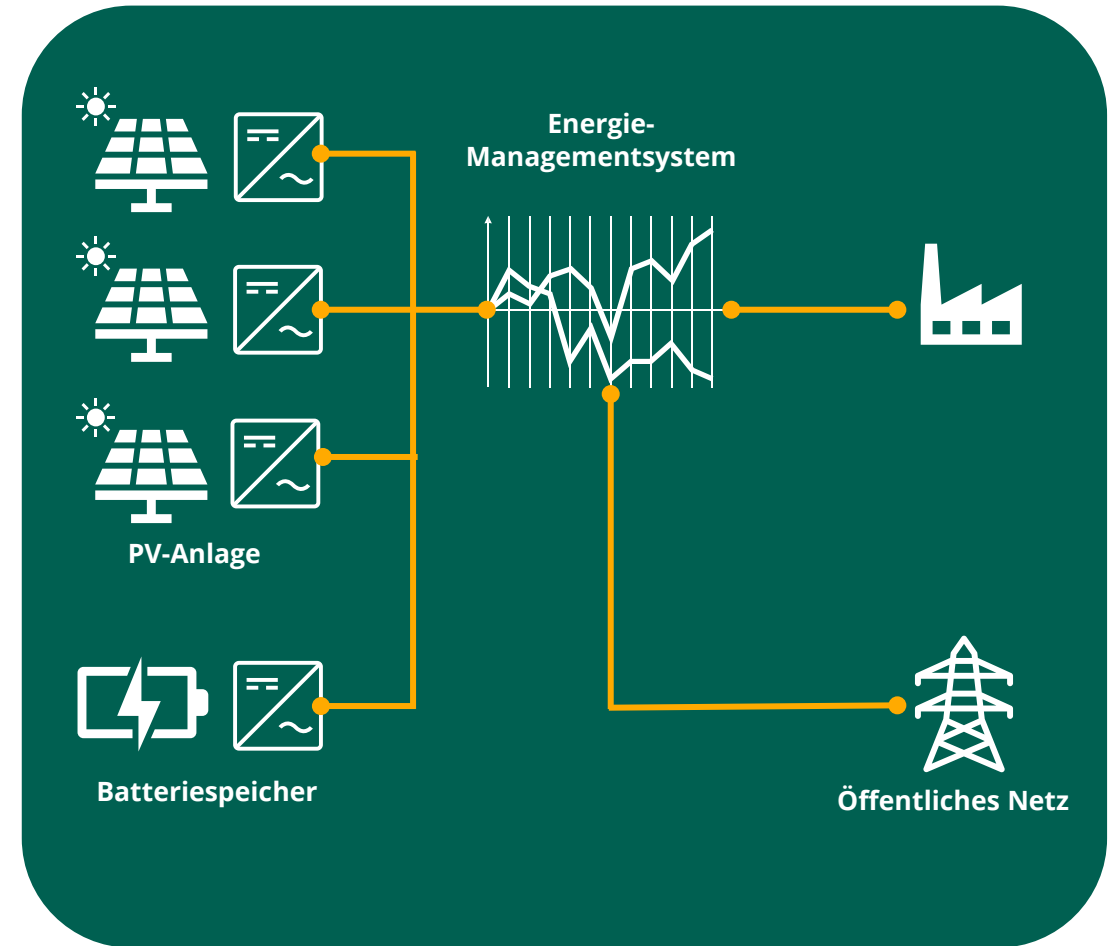 Energie-
Managementsystem
PV-Anlage
Batteriespeicher
Öffentliches Netz